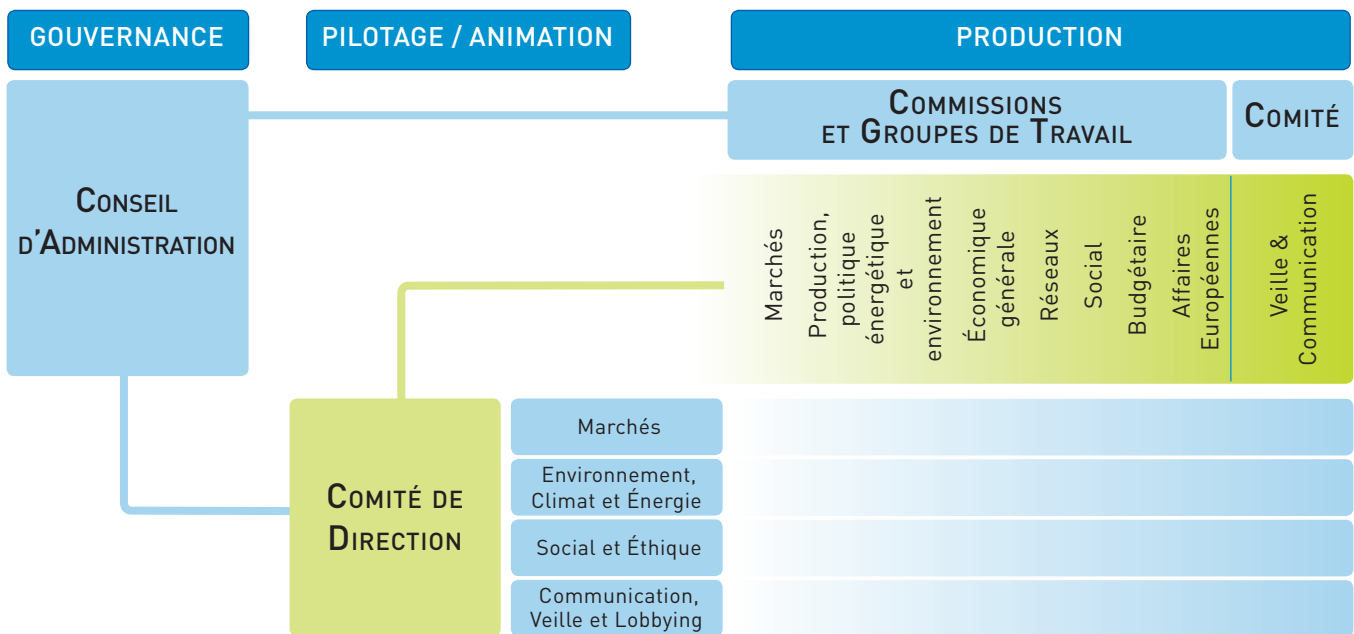 GOUVERNANCE
PILOTAGE / ANIMATION
PRODUCTION
CONSEIL
D'ADMINISTRATION
COMMISSIONS
ET GROUPES DE TRAVAIL
COMITÉ
Marchés
Production,
politique
énergétique
et
environnement
Économique
générale
Réseaux
Social
Budgétaire
Affaires
Européennes
Veille &
Communication
COMITÉ DE
DIRECTION
Marchés
Environnement,
Climat et Énergie
Social et Éthique
Communication,
Veille et Lobbying